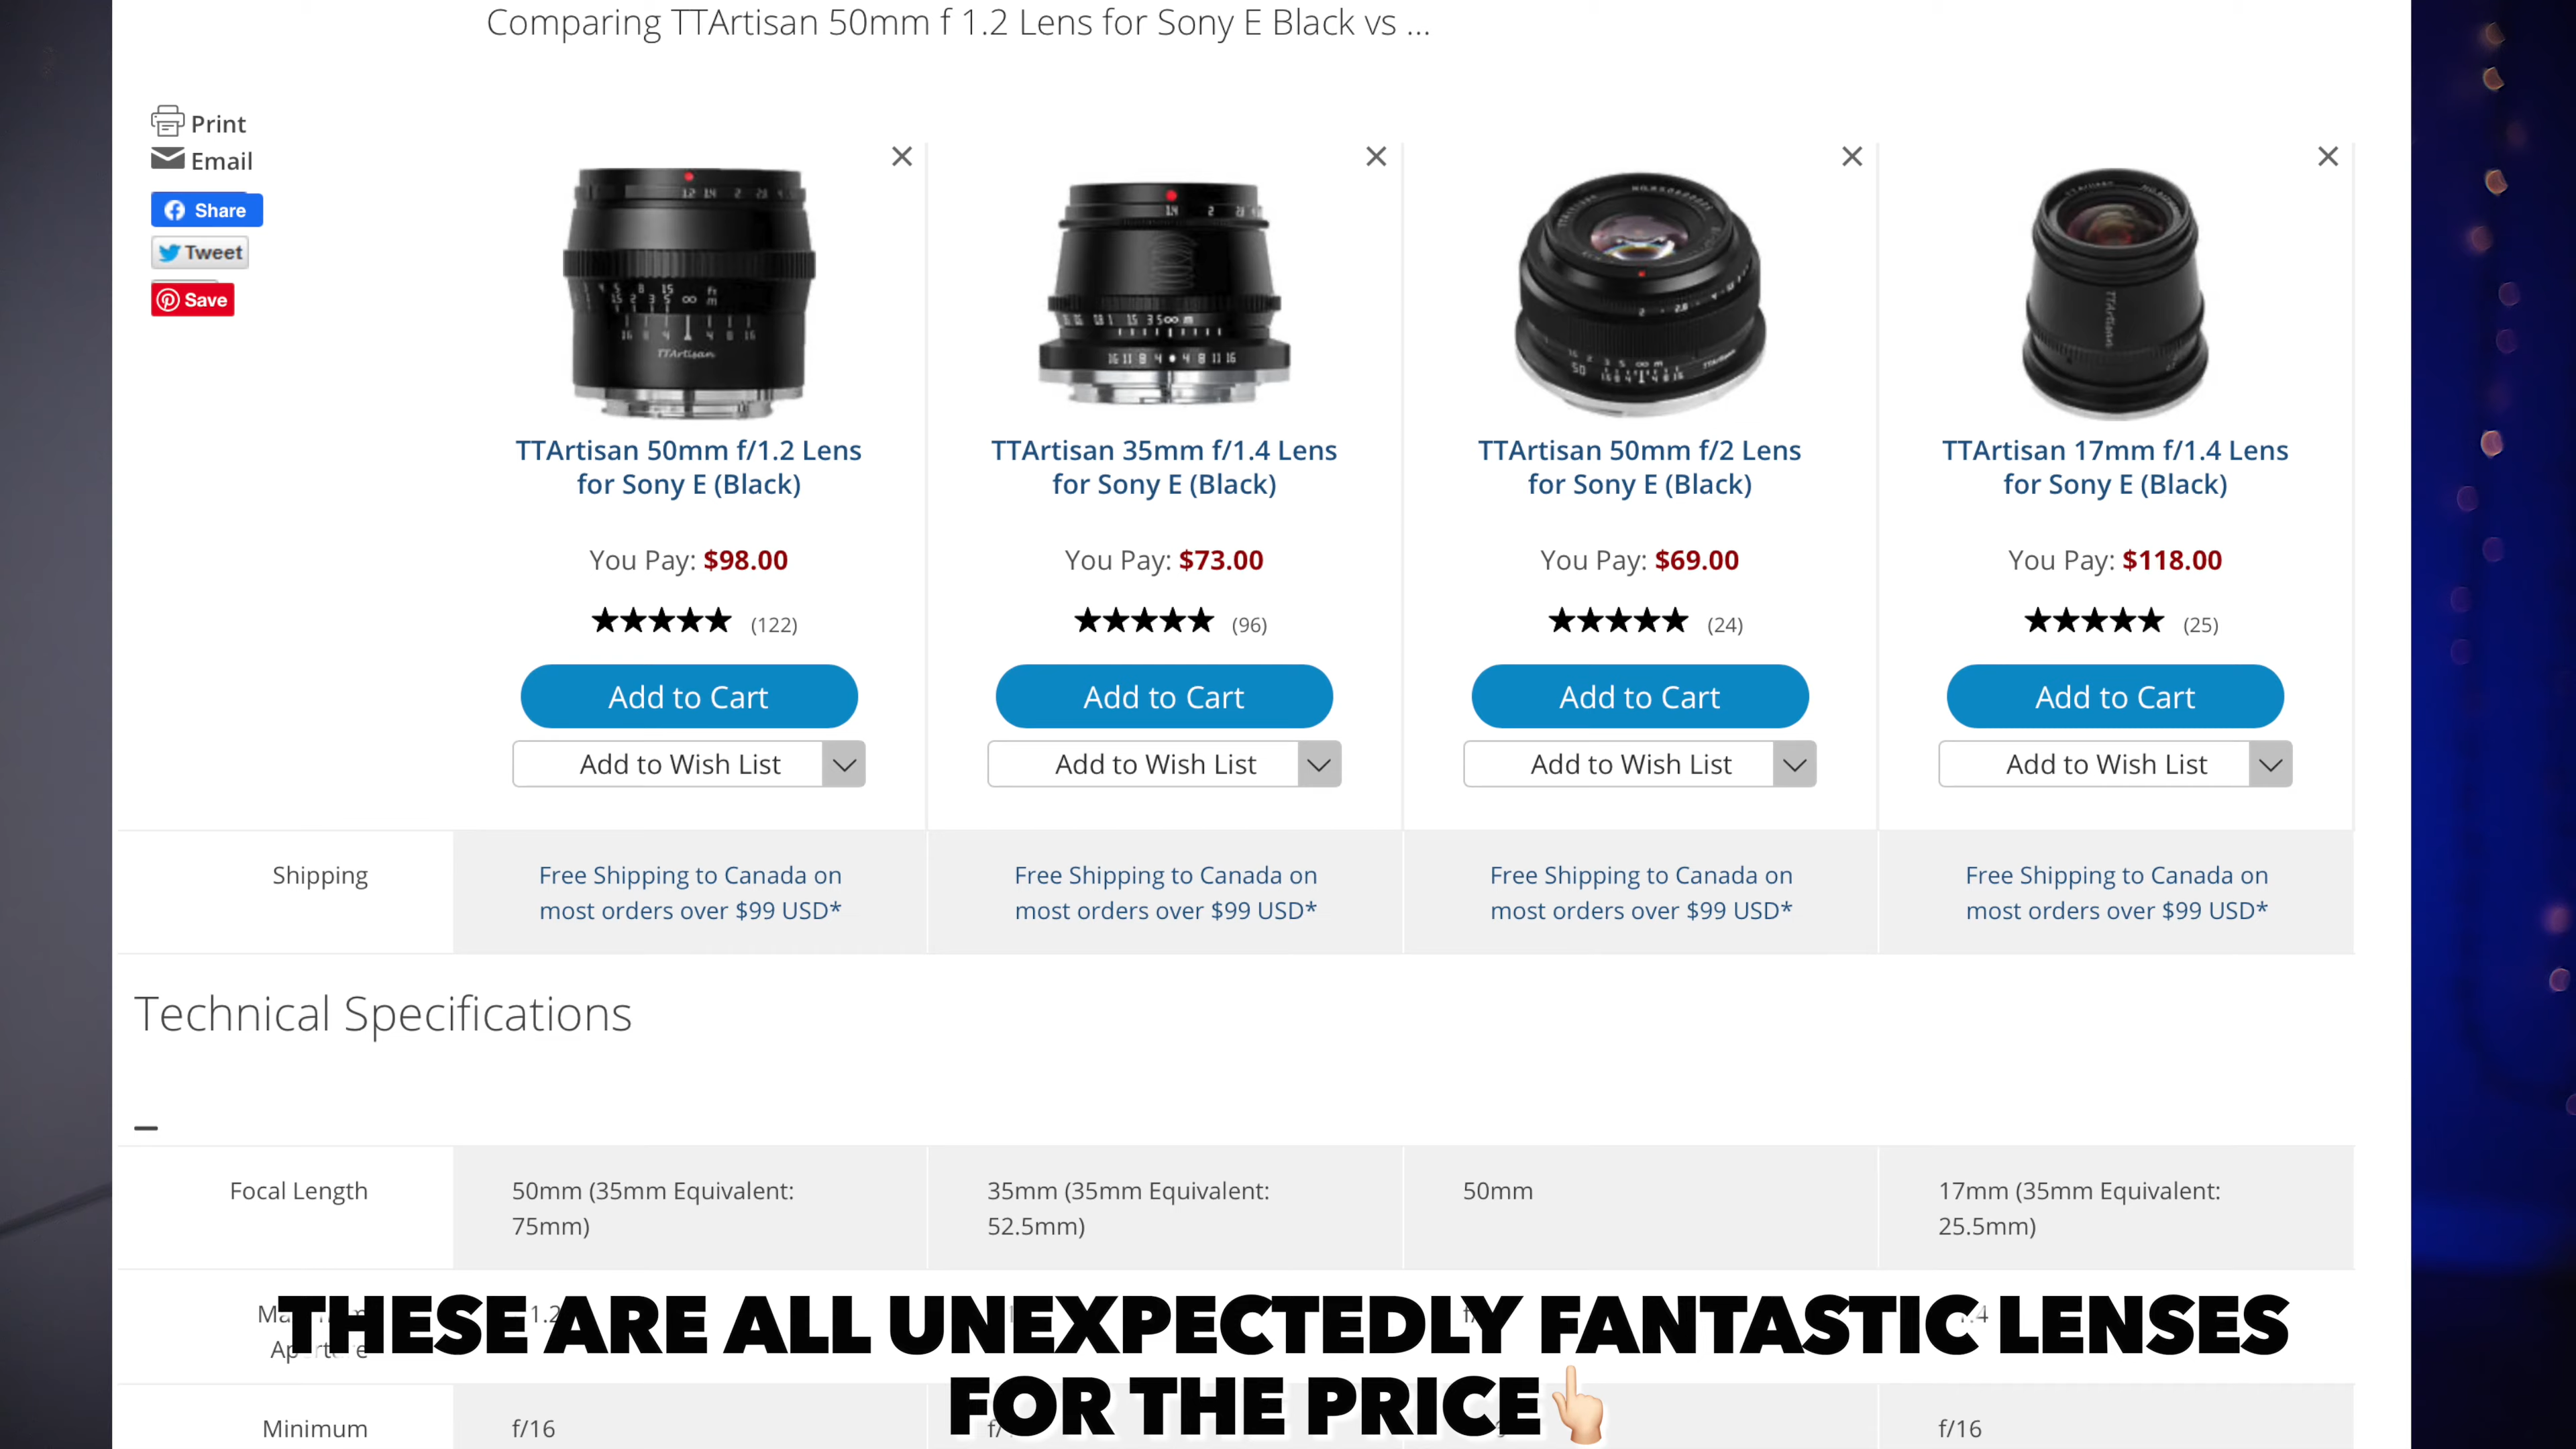 Comparing TTArtisan 50mm f 1.2 Lens for Sony E Black vs ...
Print
Email
Share
Tweet
Save
TTArtisan
TTArtisan 50mm f/1.2 Lens
for Sony E (Black)
You Pay: $98.00
(122)
Add to Cart
Add to Wish List
TTArtisan 35mm f/1.4 Lens
for Sony E (Black)
You Pay: $73.00
(96)
Add to Cart
Add to Wish List
TTArtisan 50mm f/2 Lens
for Sony E (Black)
You Pay: $69.00
(24)
Add to Cart
Add to Wish List
TTArtisan
TTArtisan 17mm f/1.4 Lens
for Sony E (Black)
You Pay: $118.00
(25)
Add to Cart
Add to Wish List
Shipping
Free Shipping to Canada on
most orders over $99 USD*
Free Shipping to Canada on
most orders over $99 USD*
Free Shipping to Canada on
most orders over $99 USD*
Free Shipping to Canada on
most orders over $99 USD*
Technical Specifications
Focal Length
50mm (35mm Equivalent:
75mm)
35mm (35mm Equivalent:
52.5mm)
50mm
17mm (35mm Equivalent:
25.5mm)
THESE ARE ALL UNEXPECTEDLY FANTASTIC LENSES
FOR THE PRICE👆🏻
Minimum
f/16
f/16